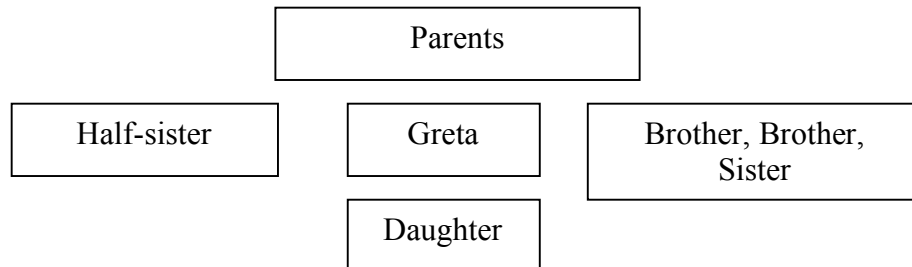 Parents
Half-sister
Greta
Brother, Brother,
Sister
Daughter